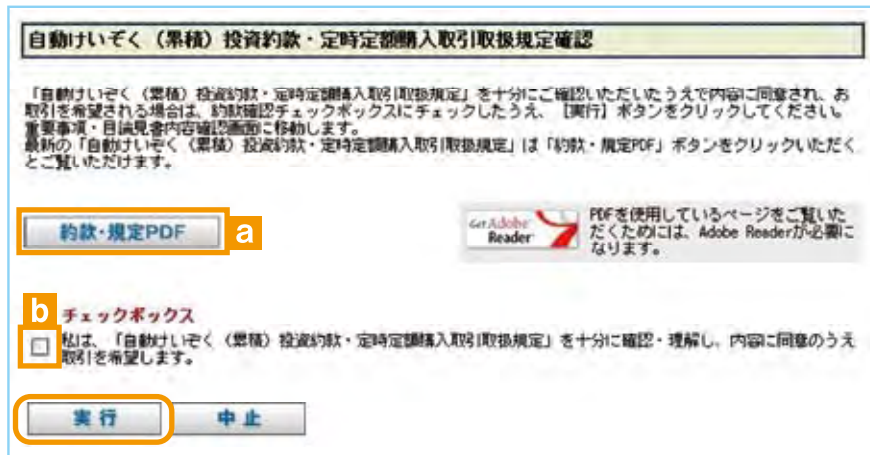 自動けいぞく（累積）投資約款・定時定額購入取引取扱規定確認
「自動けいぞく（累積）投資約款・定時定額購入取引取扱規定」を十分にご確認いただいたうえで内容に同意され、お
取引を希望される場合は、約款確認チェックボックスにチェックしたうえ、【実行】ボタンをクリックしてください。
重要事項・目論見書内容確認画面に移動します。
最新の「自動けいぞく（累積）投資約款・定時定額購入取引取扱規定」は「約款・規定PDF」ボタンをクリックいただく
とご覧いただけます。
約款・規定PDF
a
Get Adobe
Reader
PDFを使用しているページをご覧いた
だくためには、Adobe Readerが必要に
なります。
b
チェックボックス
私は、「自動けいぞく（累積）投資約款・定時定額購入取引取扱規定」を十分に確認・理解し、内容に同意のうえ
取引を希望します。
実行
中止